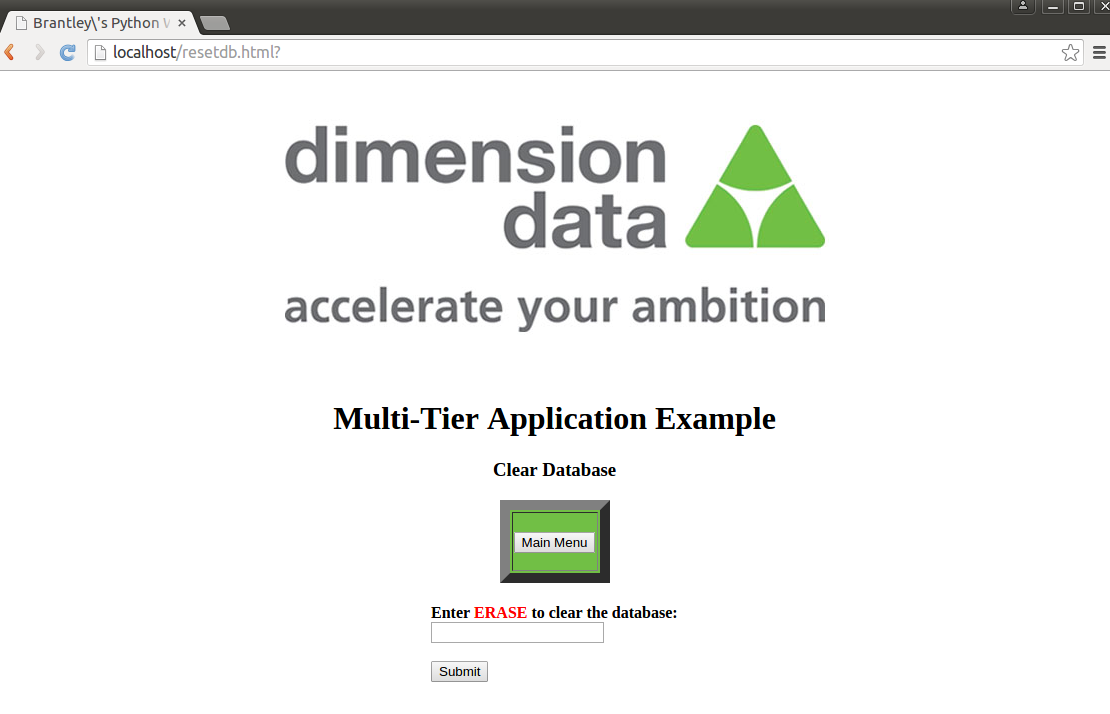 Brantley\'s Python
localhost/resetdb.html?
dimension
data
accelerate your ambition
Multi-Tier Application Example
Clear Database
Main Menu
Enter ERASE to clear the database:
Submit